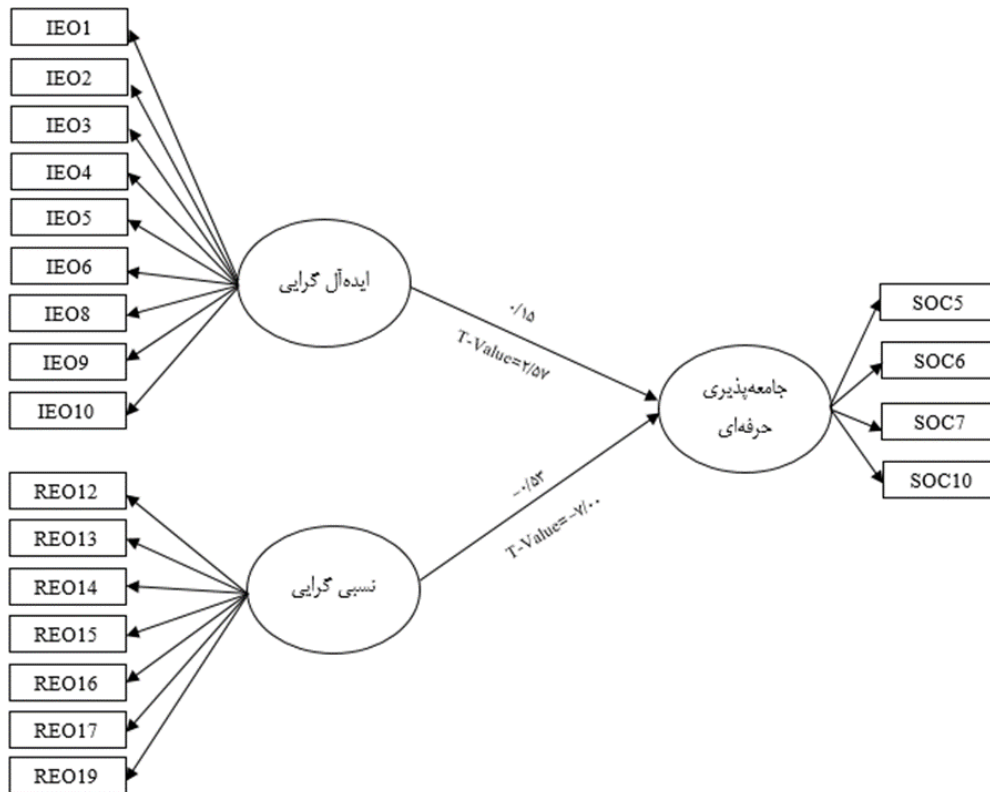 IEO1
IEO2
IEO3
IEO4
IEO5
IEO6
IEO8
IEO9
IEO10
ایده‌آل گرایی
۰/۱۵
T-Value=۲/۵۷
REO12
REO13
REO14
REO15
REO16
REO17
REO19
نسبی گرایی
-۰/۵۳
T-Value=-۷/۰۰
جامعه‌پذیری
حرفه‌ای
SOC5
SOC6
SOC7
SOC10